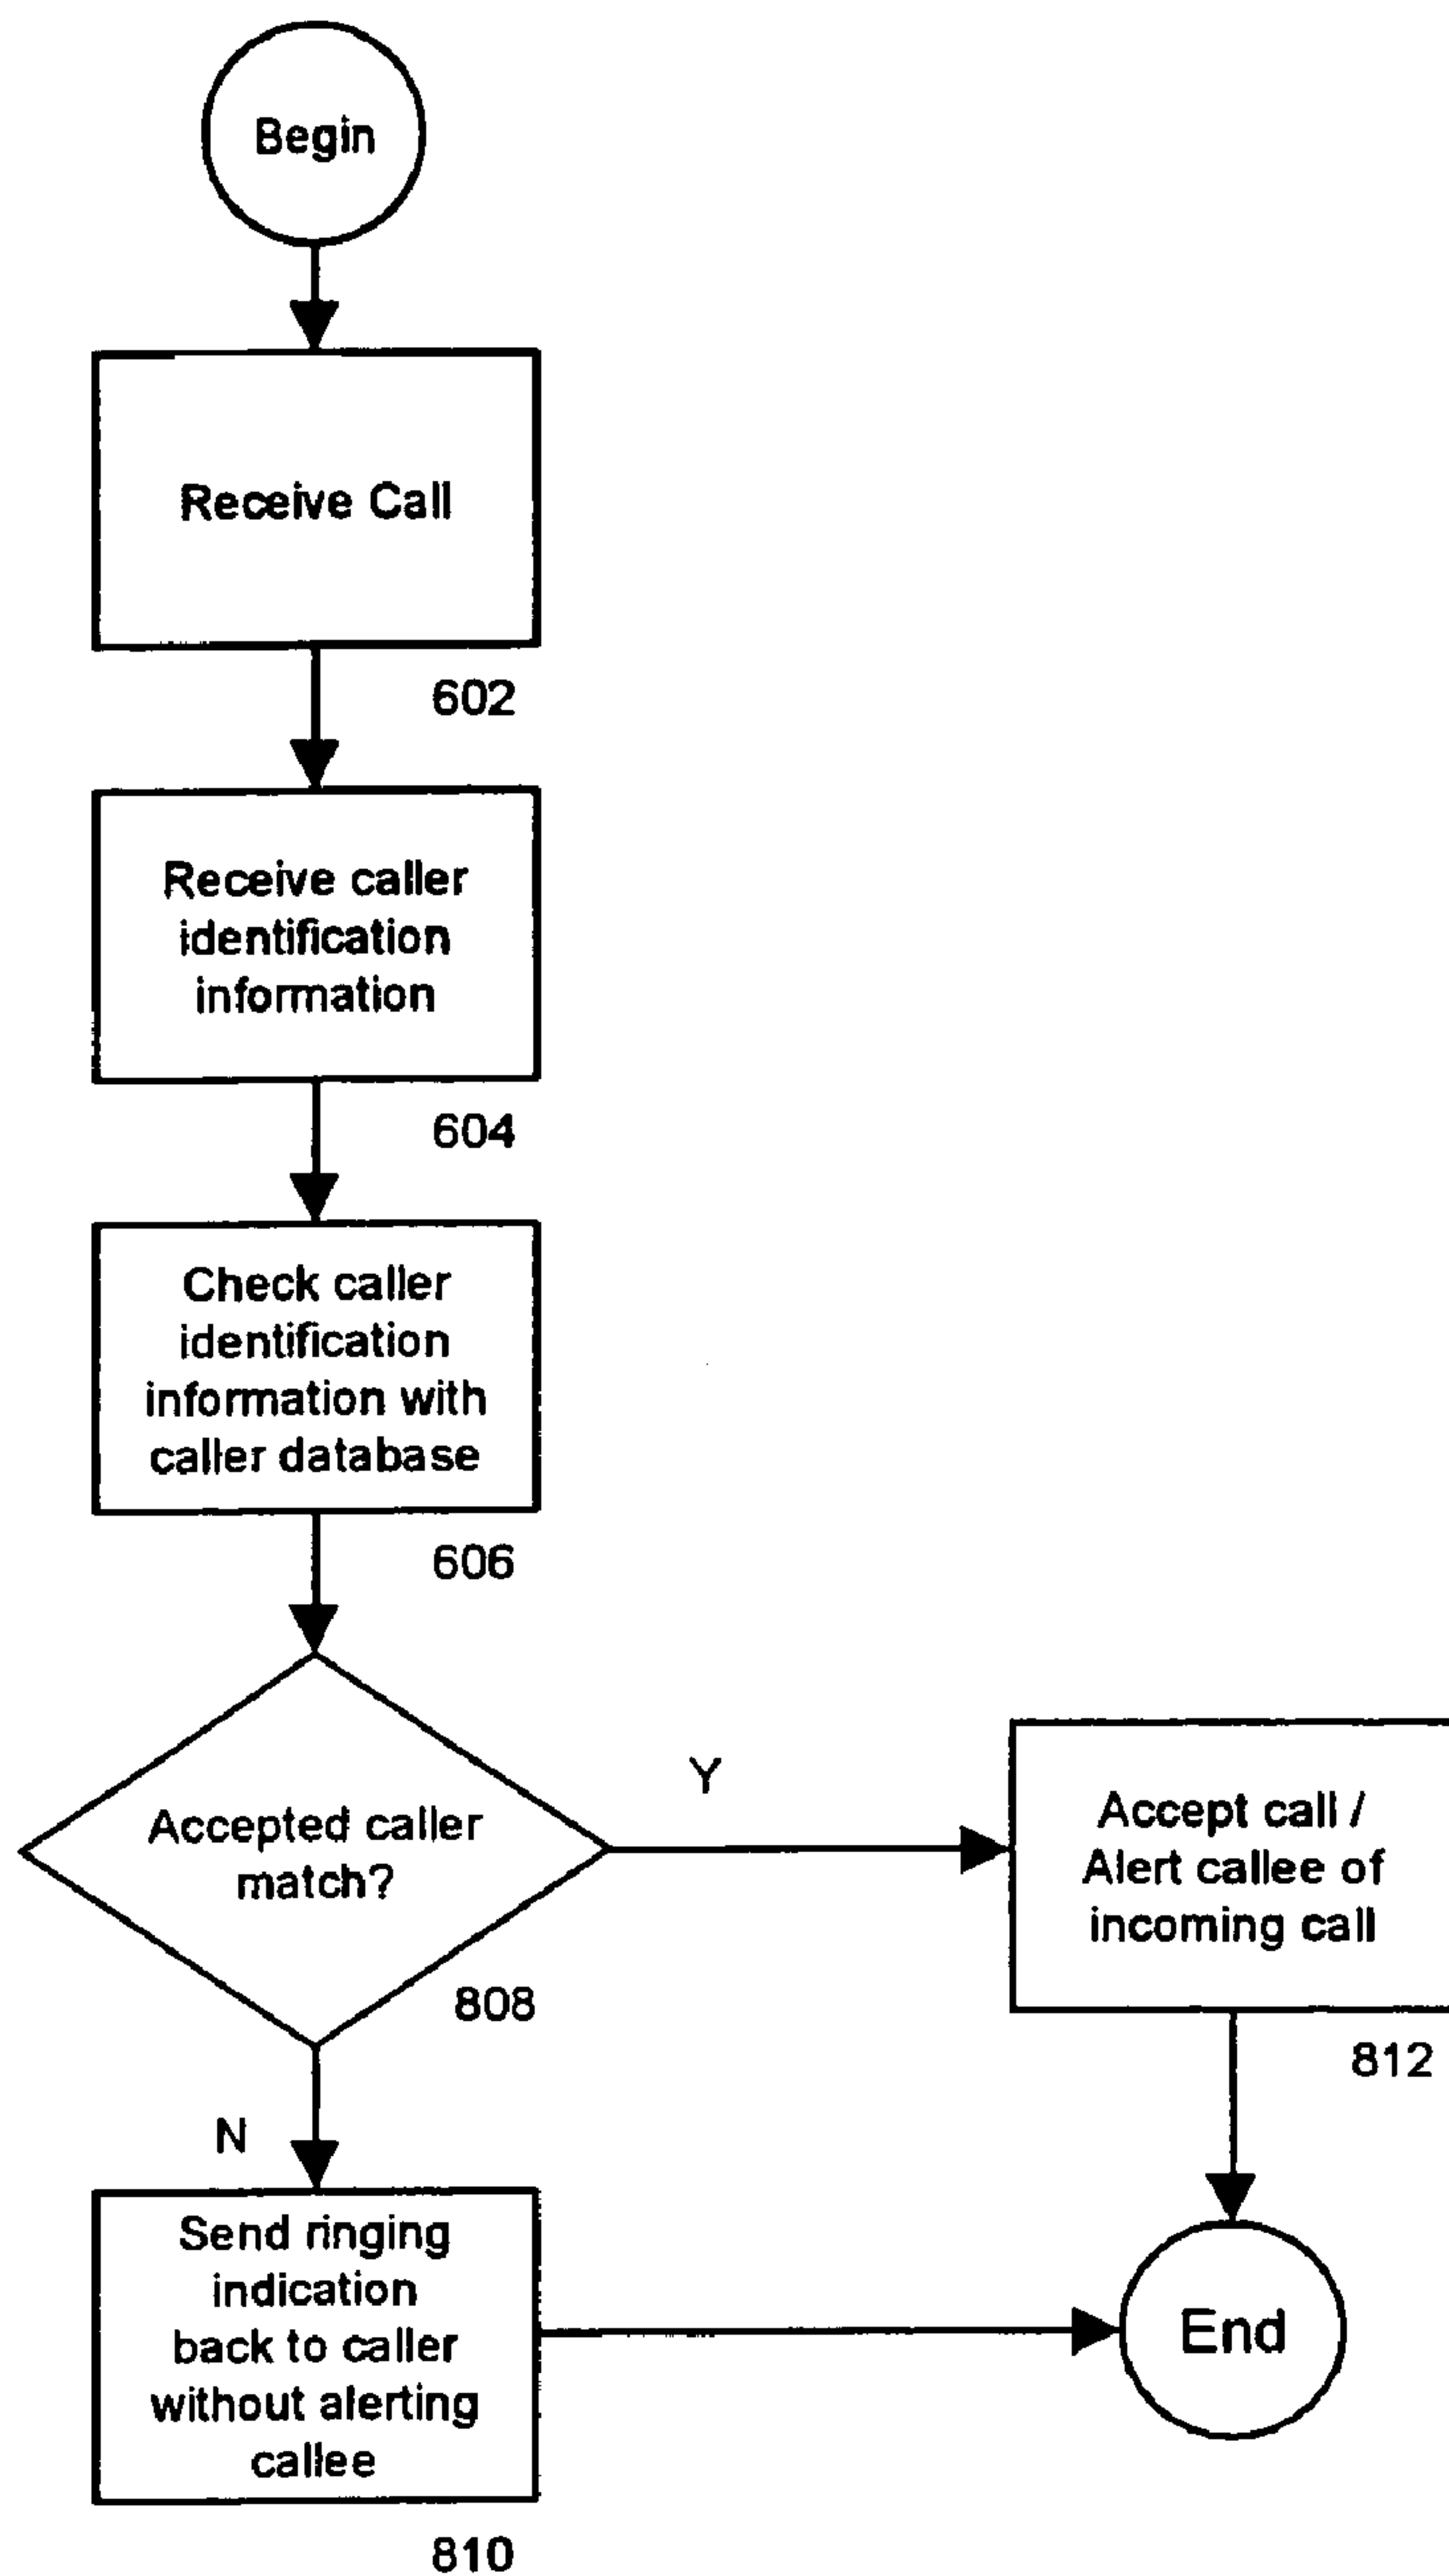 Begin
Receive Call
602
Receive caller
identification
information
604
Check caller
identification
information with
caller database
606
Accepted caller
match?
808
Y
Accept call /
Alert callee of
incoming call
812
N
Send ringing
indication
back to caller
without alerting
callee
810
End